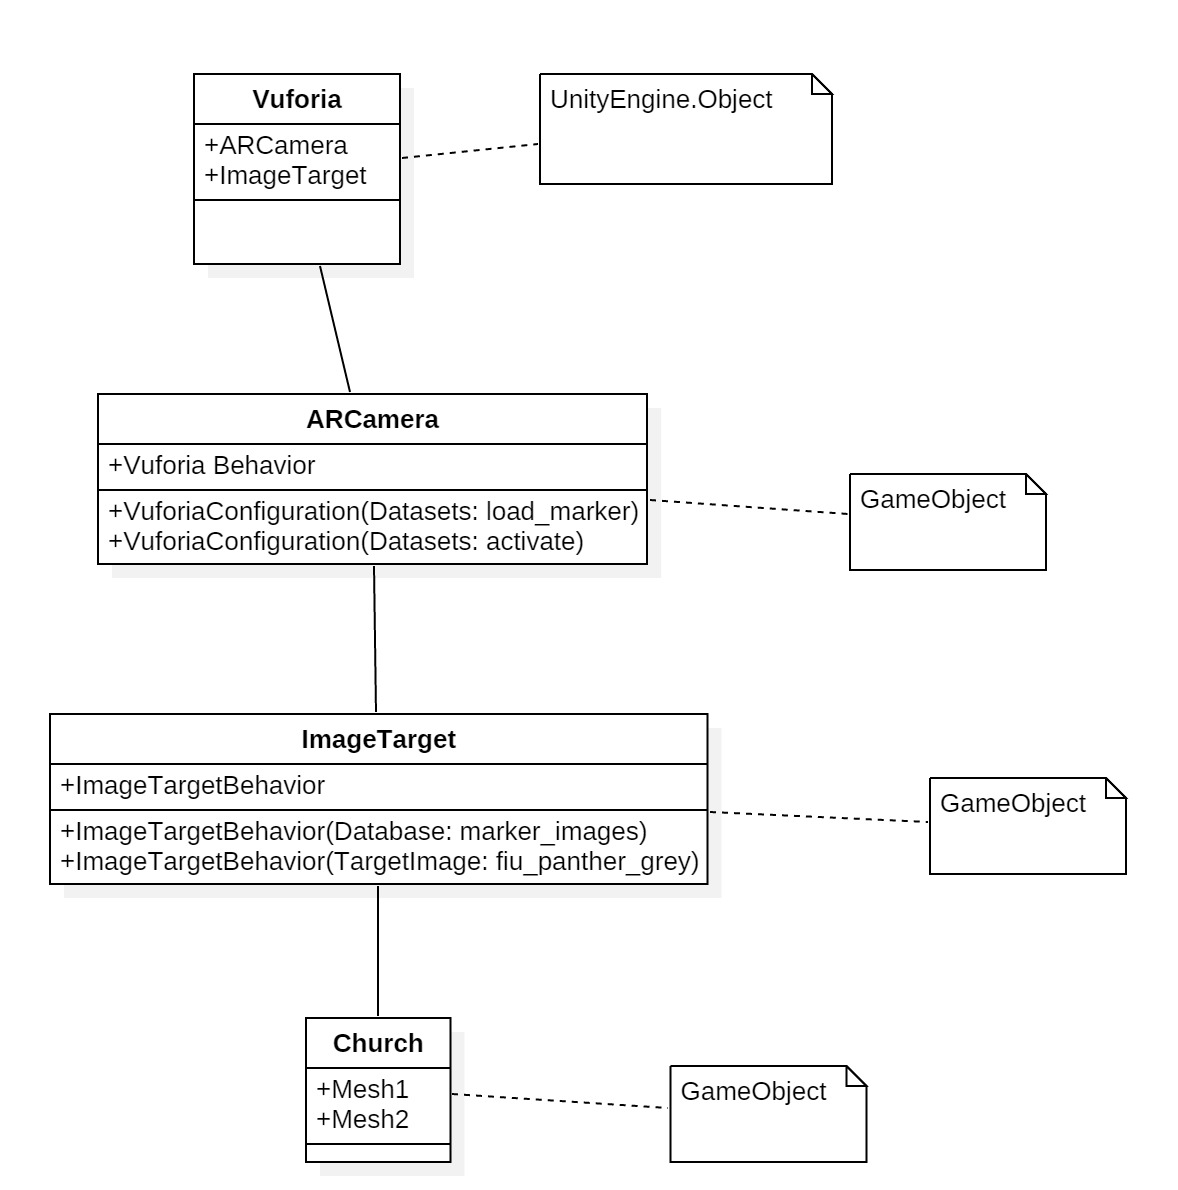 Vuforia
+ARCamera
+ImageTarget
UnityEngine.Object
ARCamera
+Vuforia Behavior
+VuforiaConfiguration(Datasets: load_marker)
+VuforiaConfiguration(Datasets: activate)
GameObject
ImageTarget
+ImageTargetBehavior
+ImageTargetBehavior(Database: marker_images)
+ImageTargetBehavior(TargetImage: fiu_panther_grey)
GameObject
Church
+Mesh1
+Mesh2
GameObject